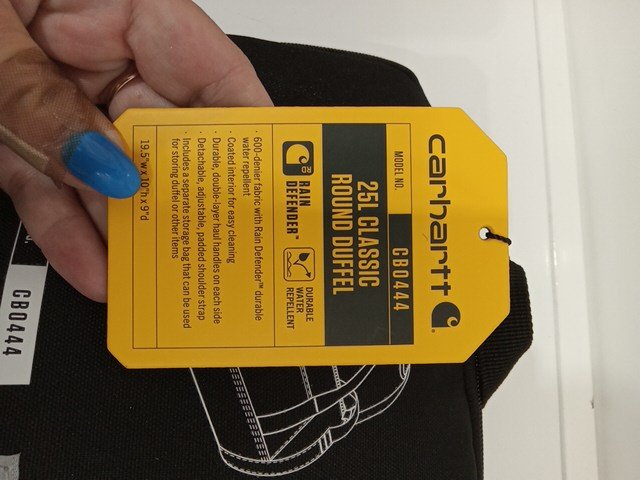 carhartt
MODEL NO. CB0444
25L CLASSIC
ROUND DUFFEL
RAIN
DEFENDER™
DURABLE
WATER
REPELLENT
· 600-denier fabric with Rain Defender™ durable
water repellent
· Coated interior for easy cleaning
· Durable, double-layer haul handles on each side
· Detachable, adjustable, padded shoulder strap
· Includes a separate storage bag that can be used
for storing duffel or other items
19.5"w x 10"h x 9"d
CB0444